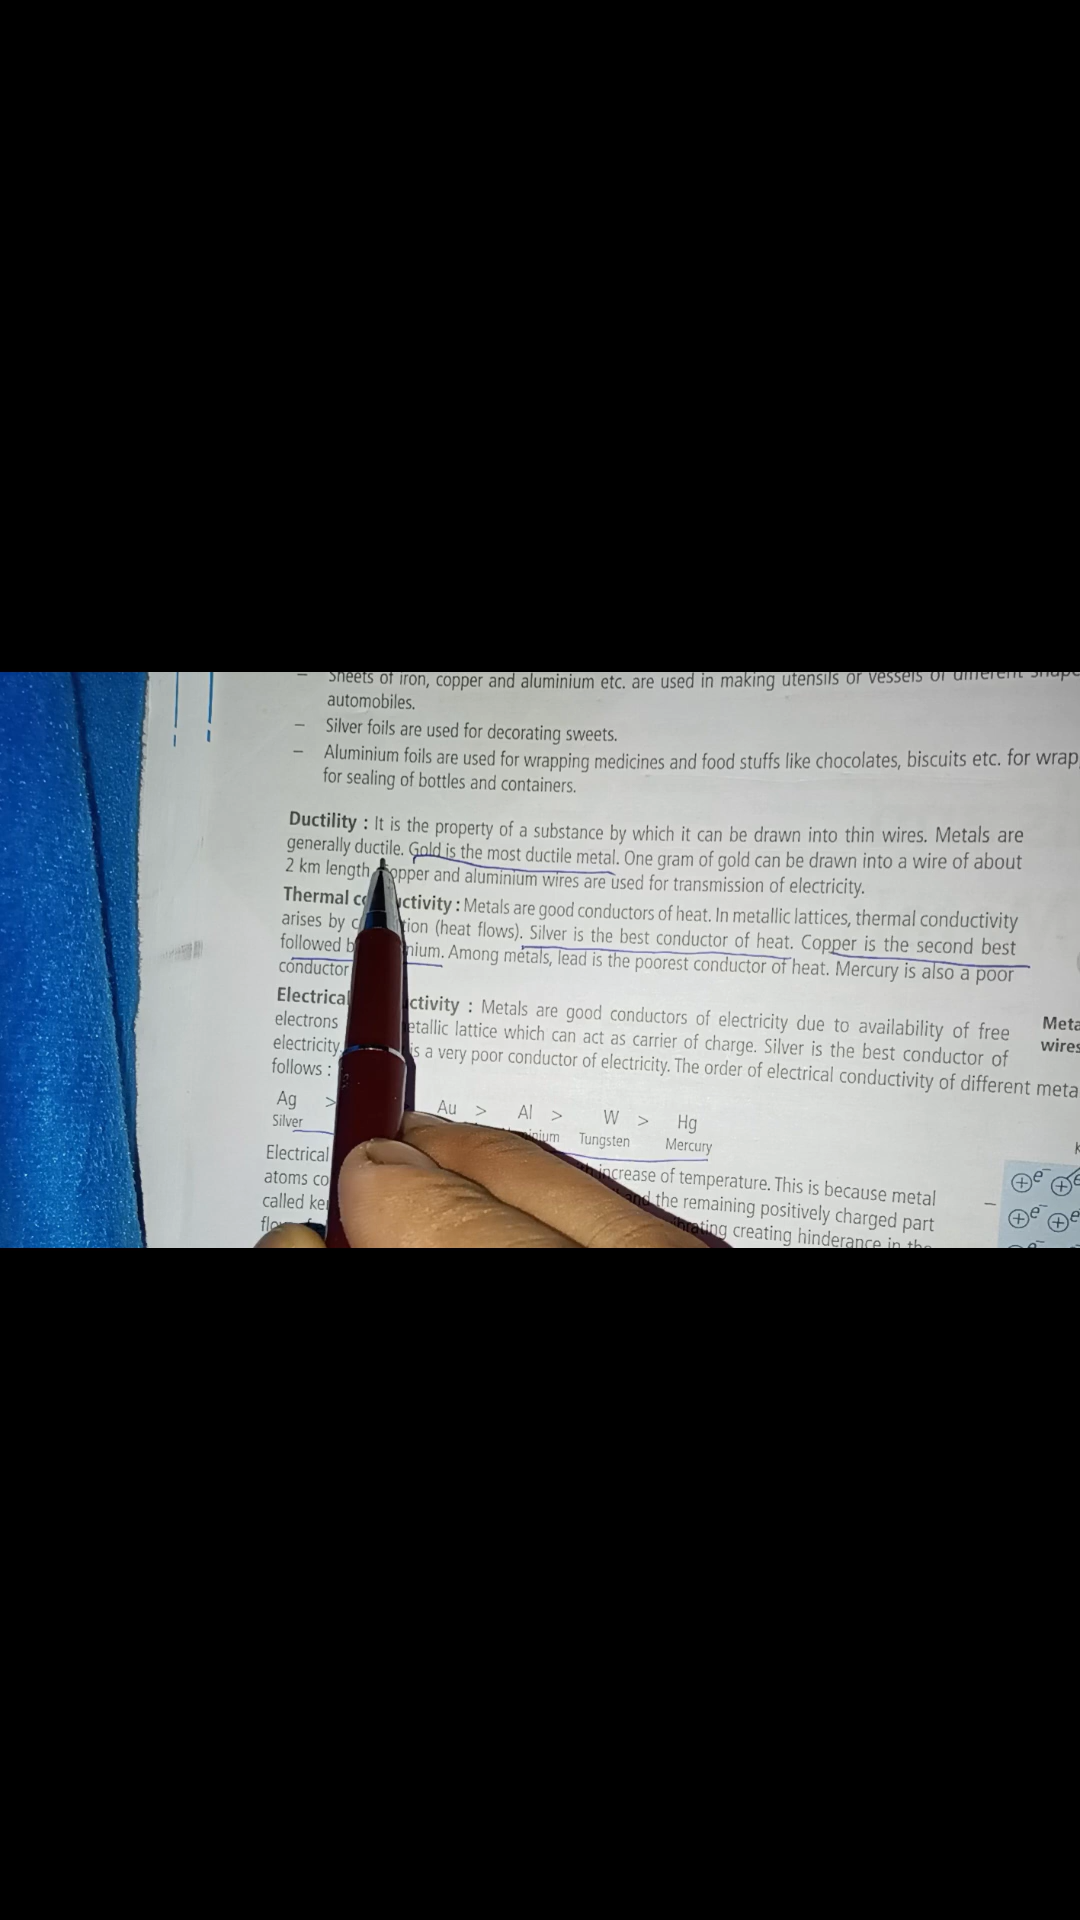 – Sheets of iron, copper and aluminium etc. are used in making utensils or vessels of different
automobiles.
– Silver foils are used for decorating sweets.
– Aluminium foils are used for wrapping medicines and food stuffs like chocolates, biscuits etc. for wrap
for sealing of bottles and containers.
Ductility : It is the property of a substance by which it can be drawn into thin wires. Metals are
generally ductile. Gold is the most ductile metal. One gram of gold can be drawn into a wire of about
2 km length opper and aluminium wires are used for transmission of electricity.
Thermal c ctivity : Metals are good conductors of heat. In metallic lattices, thermal conductivity
arises by c tion (heat flows). Silver is the best conductor of heat. Copper is the second best
followed b nium. Among metals, lead is the poorest conductor of heat. Mercury is also a poor
conductor
Electrical ctivity : Metals are good conductors of electricity due to availability of free
electrons etallic lattice which can act as carrier of charge. Silver is the best conductor of
electricity. is a very poor conductor of electricity. The order of electrical conductivity of different meta
follows :
Ag > Au > Al > W > Hg
Silver inium Tungsten Mercury
Electrical increase of temperature. This is because metal
atoms co and the remaining positively charged part
called ke brating creating hinderance in the
Meta
wires
– ⊕e⁻ ⊕e
⊕e⁻ ⊕e